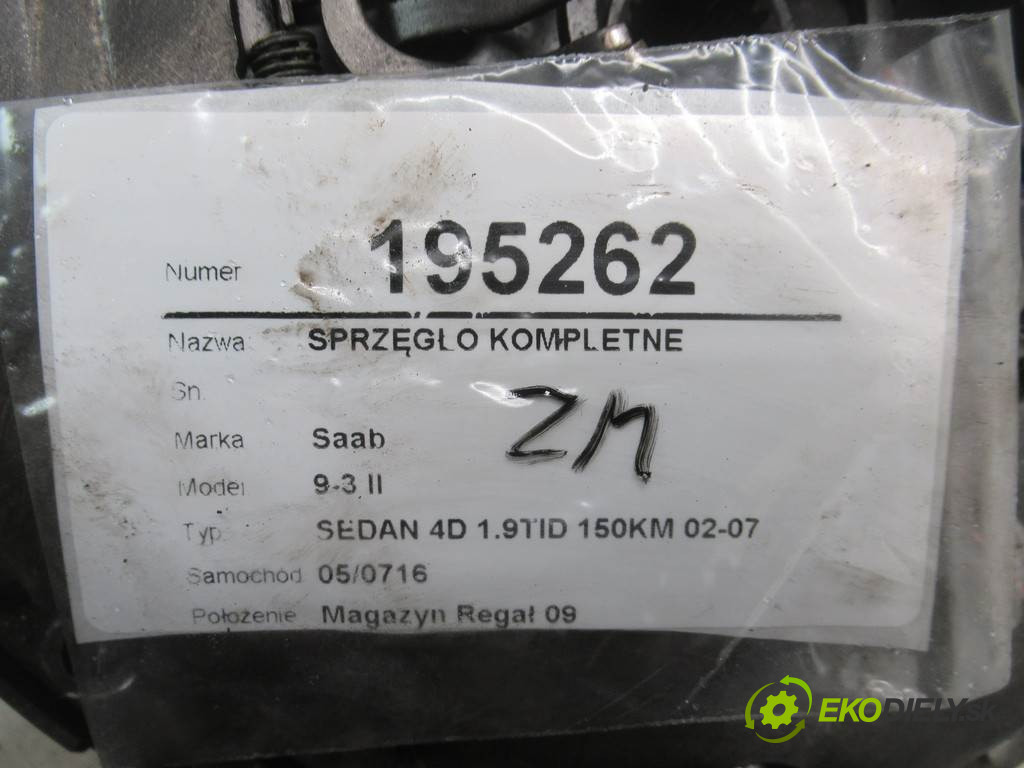 Numer 195262
Nazwa SPRZĘGŁO KOMPLETNE
Sn.
Marka Saab
ZM
Model 9-3 II
Typ SEDAN 4D 1.9TID 150KM 02-07
Samochód 05/0716
Położenie Magazyn Regał 09
EKODIELY.sk